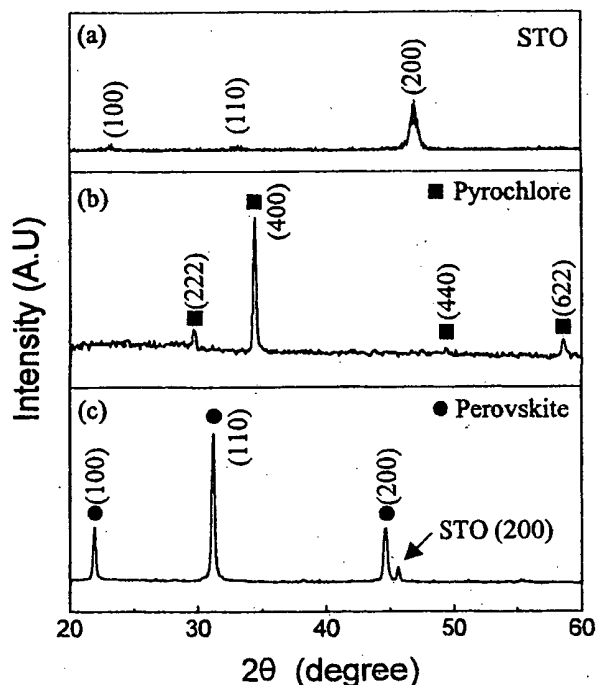 (a)
STO
(100)
(110)
(200)
(b)
■ Pyrochlore
(222)
(400)
(440)
(622)
(c)
● Perovskite
(100)
(110)
(200)
STO (200)
Intensity (A.U)
20
30
40
50
60
2θ (degree)